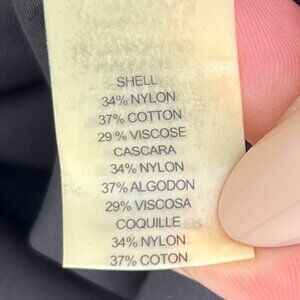 SHELL
34% NYLON
37% COTTON
29% VISCOSE
CASCARA
34% NYLON
37% ALGODON
29% VISCOSA
COQUILLE
34% NYLON
37% COTON